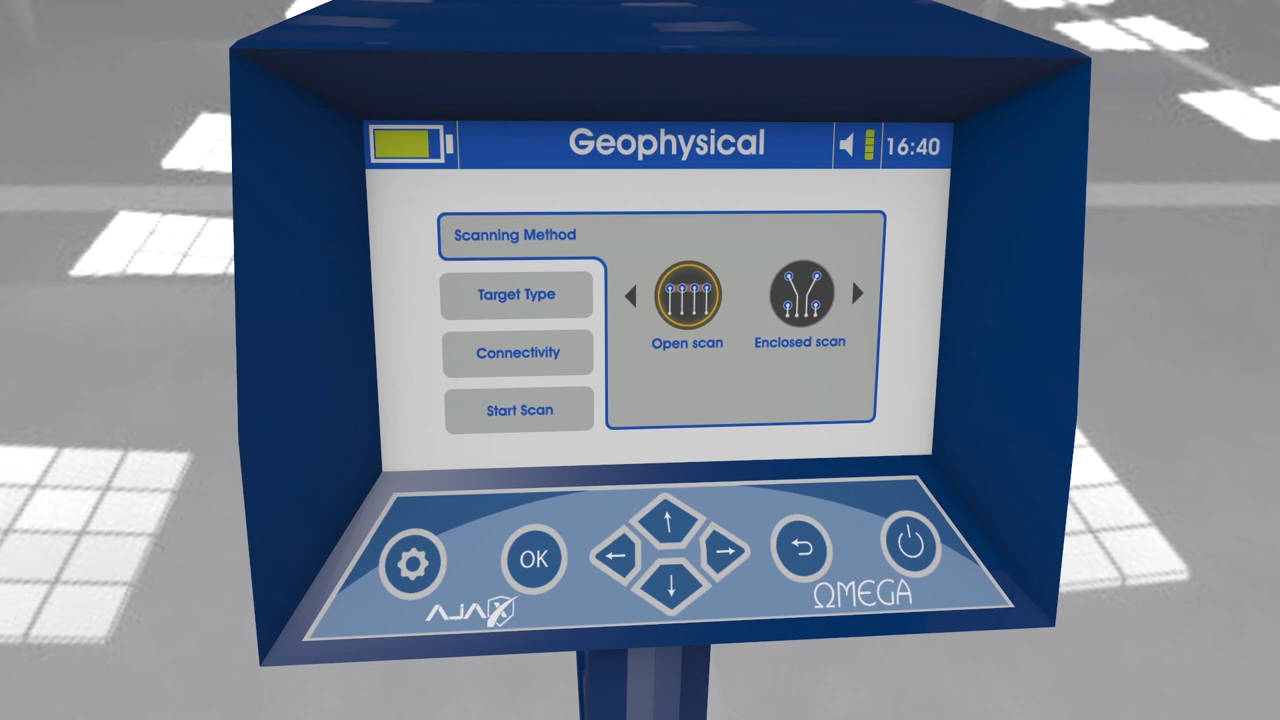 Geophysical
16:40
Scanning Method
Target Type
Connectivity
Start Scan
Open scan
Enclosed scan
OK
AJAX
ΩMEGA